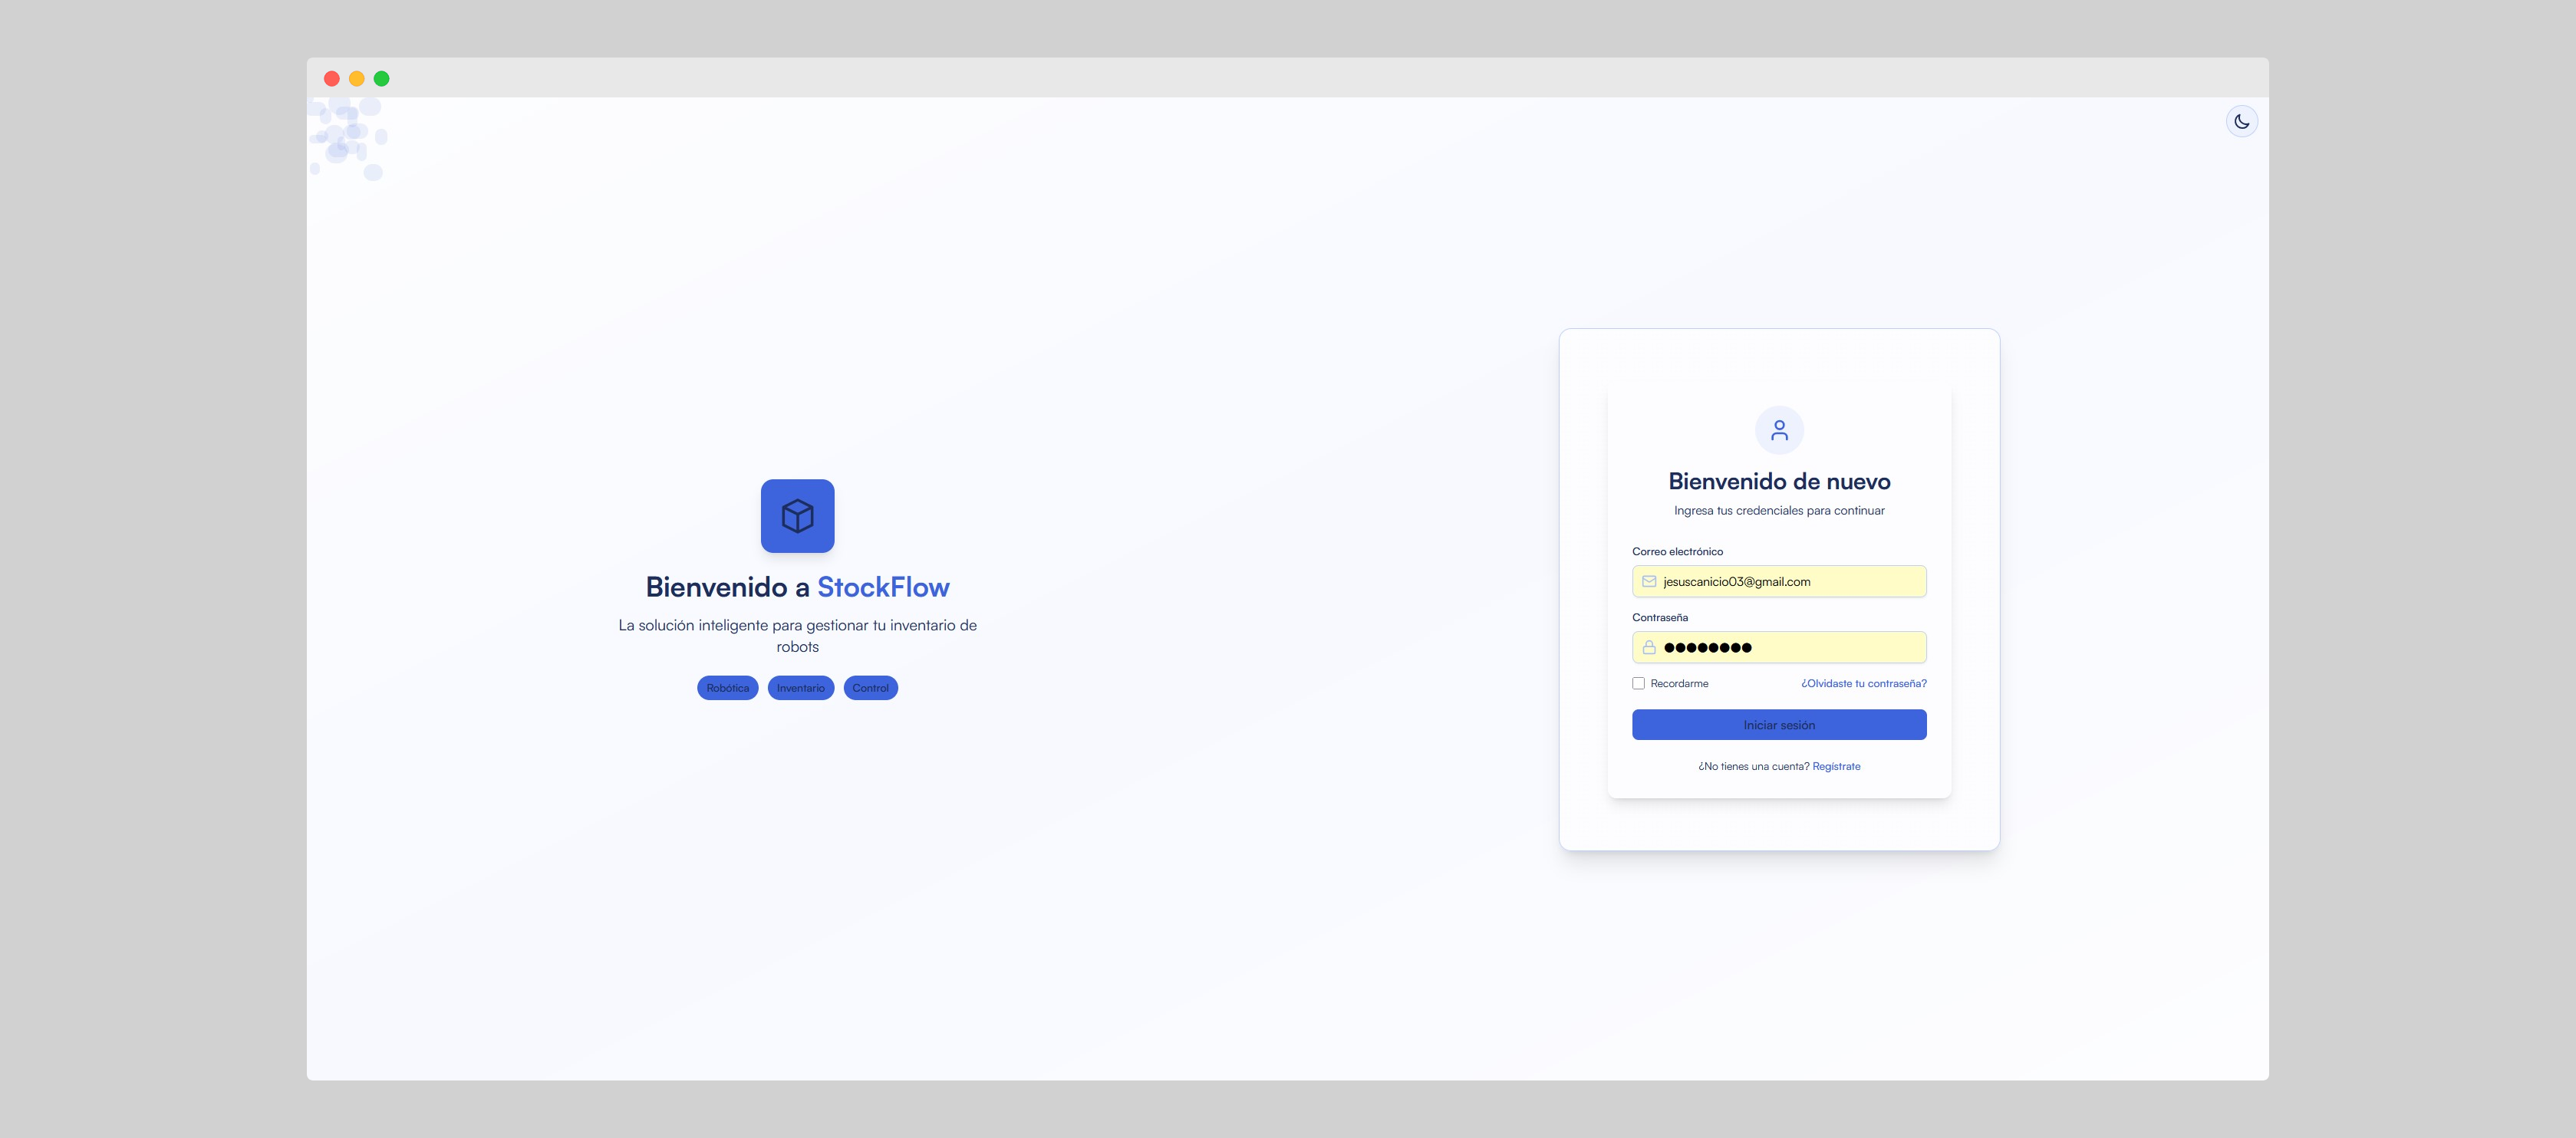 Bienvenido a StockFlow
La solución inteligente para gestionar tu inventario de
robots
Robótica
Inventario
Control
Bienvenido de nuevo
Ingresa tus credenciales para continuar
Correo electrónico
jesuscanicio03@gmail.com
Contraseña
●●●●●●●●
Recordarme
¿Olvidaste tu contraseña?
Iniciar sesión
¿No tienes una cuenta? Regístrate